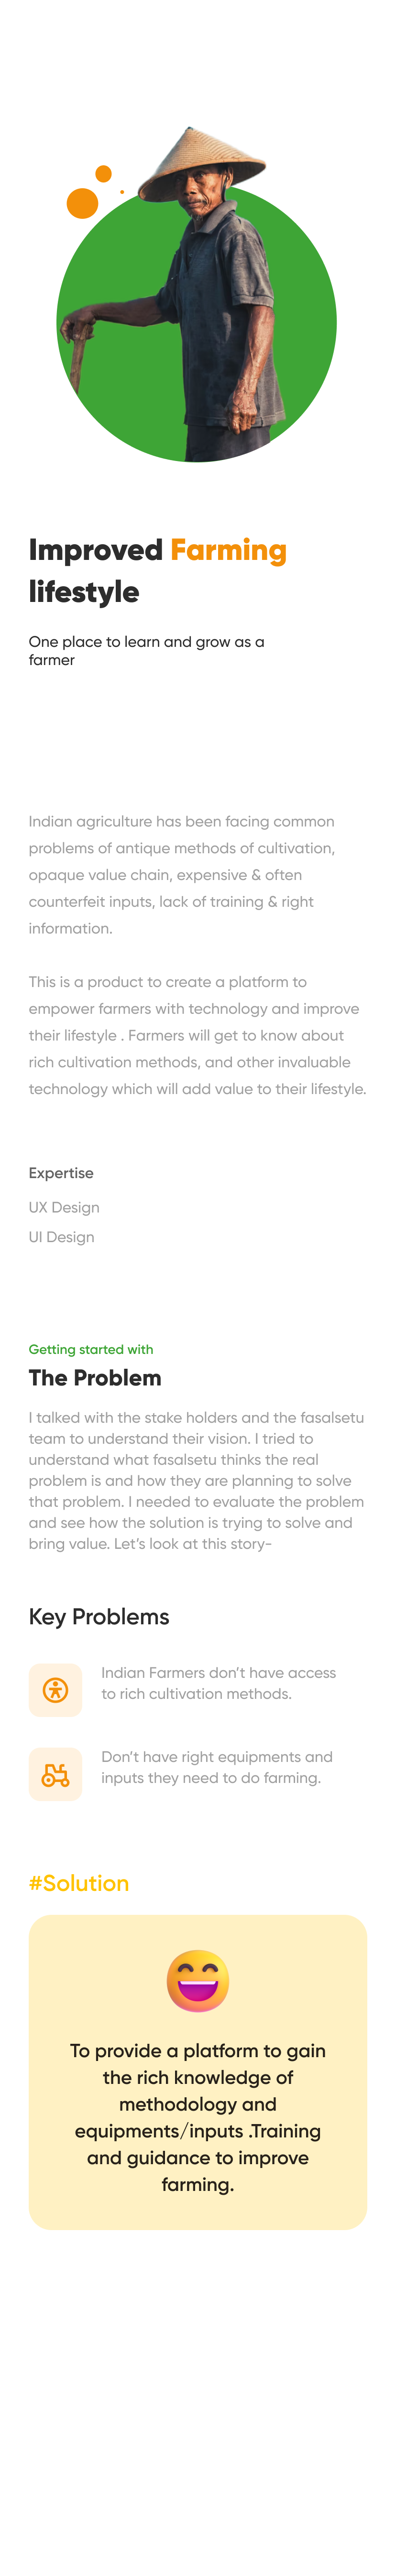 Improved Farming
lifestyle
One place to learn and grow as a
farmer
Indian agriculture has been facing common
problems of antique methods of cultivation,
opaque value chain, expensive & often
counterfeit inputs, lack of training & right
information.
This is a product to create a platform to
empower farmers with technology and improve
their lifestyle . Farmers will get to know about
rich cultivation methods, and other invaluable
technology which will add value to their lifestyle.
Expertise
UX Design
UI Design
Getting started with
The Problem
I talked with the stake holders and the fasalsetu
team to understand their vision. I tried to
understand what fasalsetu thinks the real
problem is and how they are planning to solve
that problem. I needed to evaluate the problem
and see how the solution is trying to solve and
bring value. Let’s look at this story-
Key Problems
Indian Farmers don’t have access
to rich cultivation methods.
Don’t have right equipments and
inputs they need to do farming.
#Solution
To provide a platform to gain
the rich knowledge of
methodology and
equipments/inputs .Training
and guidance to improve
farming.